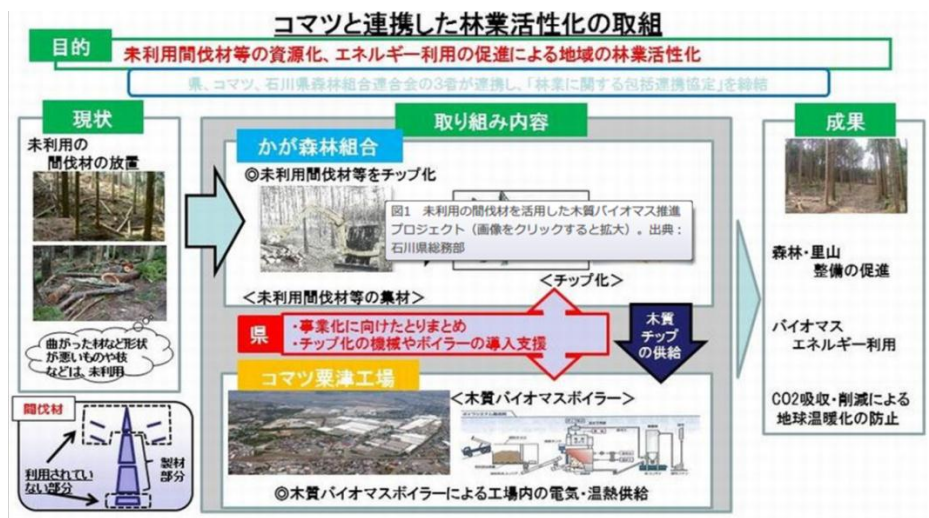 コマツと連携した林業活性化の取組
目的
未利用間伐材等の資源化、エネルギー利用の促進による地域の林業活性化
県、コマツ、石川県森林組合連合会の3者が連携し、「林業に関する包括連携協定」を締結
現状
未利用の
間伐材の放置
曲がった材など形状
が悪いものや枝
などは、未利用
間伐材
利用されてい
ない部分
製材
部分
取り組み内容
かが森林組合
◎未利用間伐材等をチップ化
図1 未利用の間伐材を活用した木質バイオマス推進
プロジェクト（画像をクリックすると拡大）。出典：
石川県総務部
＜チップ化＞
＜未利用間伐材等の集材＞
県
・事業化に向けたとりまとめ
・チップ化の機械やボイラーの導入支援
木質
チップ
の供給
コマツ粟津工場
＜木質バイオマスボイラー＞
◎木質バイオマスボイラーによる工場内の電気・温熱供給
成果
森林・里山
整備の促進
バイオマス
エネルギー利用
CO2吸収・削減による
地球温暖化の防止